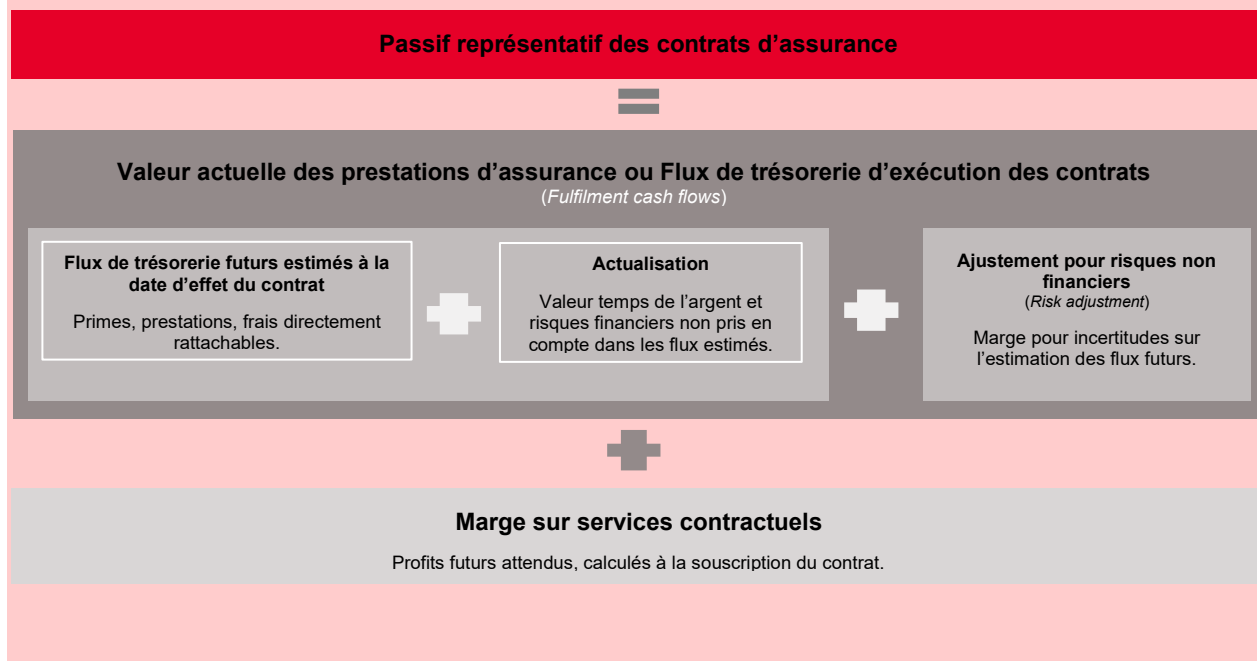 Passif représentatif des contrats d’assurance
=
Valeur actuelle des prestations d’assurance ou Flux de trésorerie d’exécution des contrats
(Fulfilment cash flows)
Flux de trésorerie futurs estimés à la
date d’effet du contrat
Primes, prestations, frais directement
rattachables.
+
Actualisation
Valeur temps de l’argent et
risques financiers non pris en
compte dans les flux estimés.
+
Ajustement pour risques non
financiers
(Risk adjustment)
Marge pour incertitudes sur
l’estimation des flux futurs.
+
Marge sur services contractuels
Profits futurs attendus, calculés à la souscription du contrat.